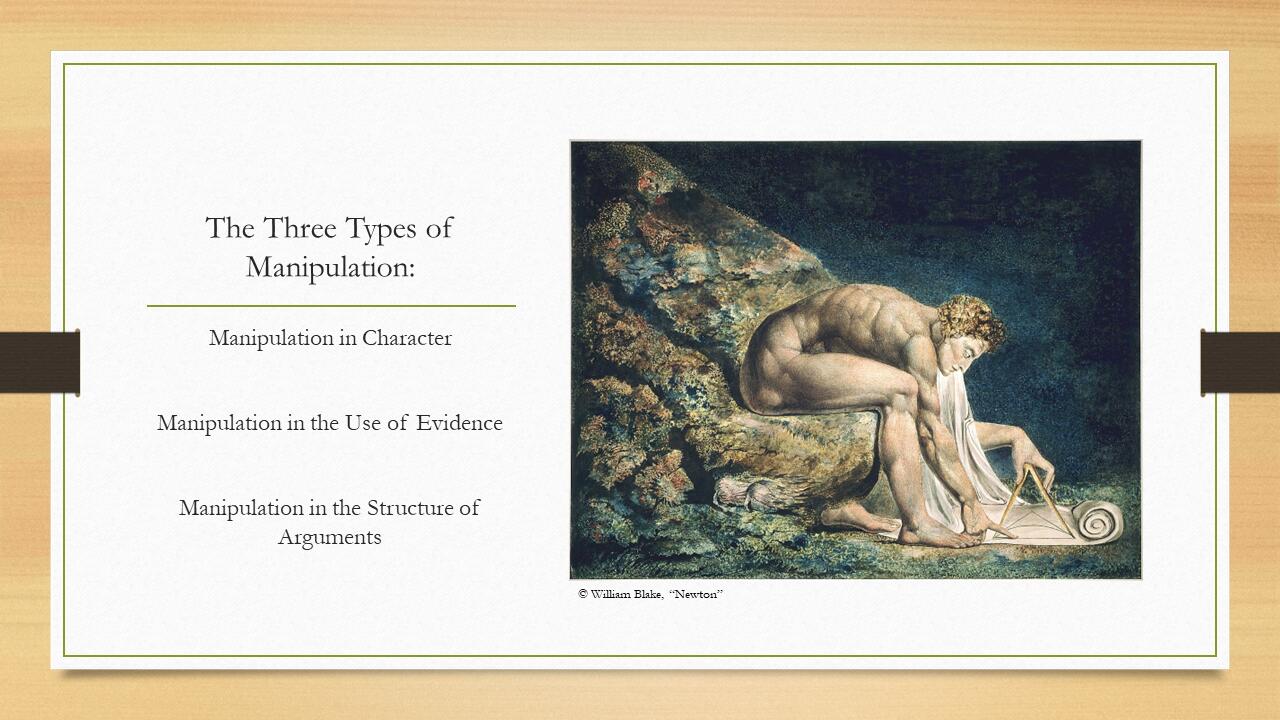 The Three Types of
Manipulation:
Manipulation in Character
Manipulation in the Use of Evidence
Manipulation in the Structure of
Arguments
© William Blake, “Newton”